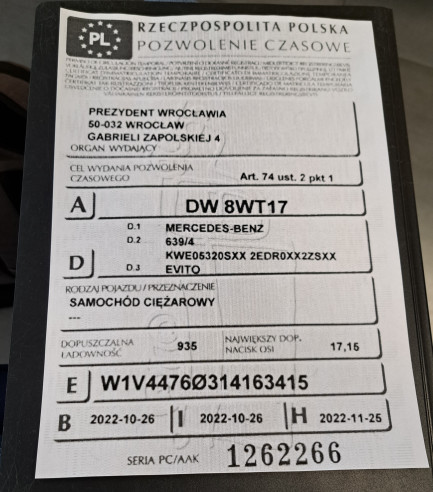 PL
RZECZPOSPOLITA POLSKA
POZWOLENIE CZASOWE
PREZYDENT WROCŁAWIA
50-032 WROCŁAW
GABRIELI ZAPOLSKIEJ 4
ORGAN WYDAJĄCY
CEL WYDANIA POZWOLENIA
CZASOWEGO Art. 74 ust. 2 pkt 1
A DW 8WT17
D.1 MERCEDES-BENZ
D.2 639/4
D KWE05320SXX 2EDR0XX2ZSXX
D.3 EVITO
RODZAJ POJAZDU / PRZEZNACZENIE
SAMOCHÓD CIĘŻAROWY
---
DOPUSZCZALNA ŁADOWNOŚĆ 935 NAJWIĘKSZY DOP. NACISK OSI 17,15
E W1V4476Ø314163415
B 2022-10-26 I 2022-10-26 H 2022-11-25
SERIA PC/AAK 1262266